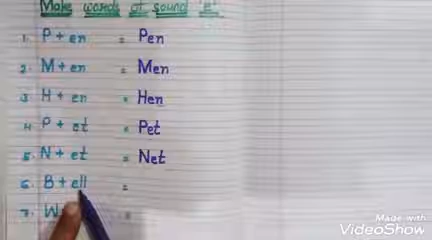 Make words of sound 'e'
1. P + en = Pen
2. M + en = Men
3. H + en = Hen
4. P + et = Pet
5. N + et = Net
6. B + ell =
7. W =
Made with
VideoShow